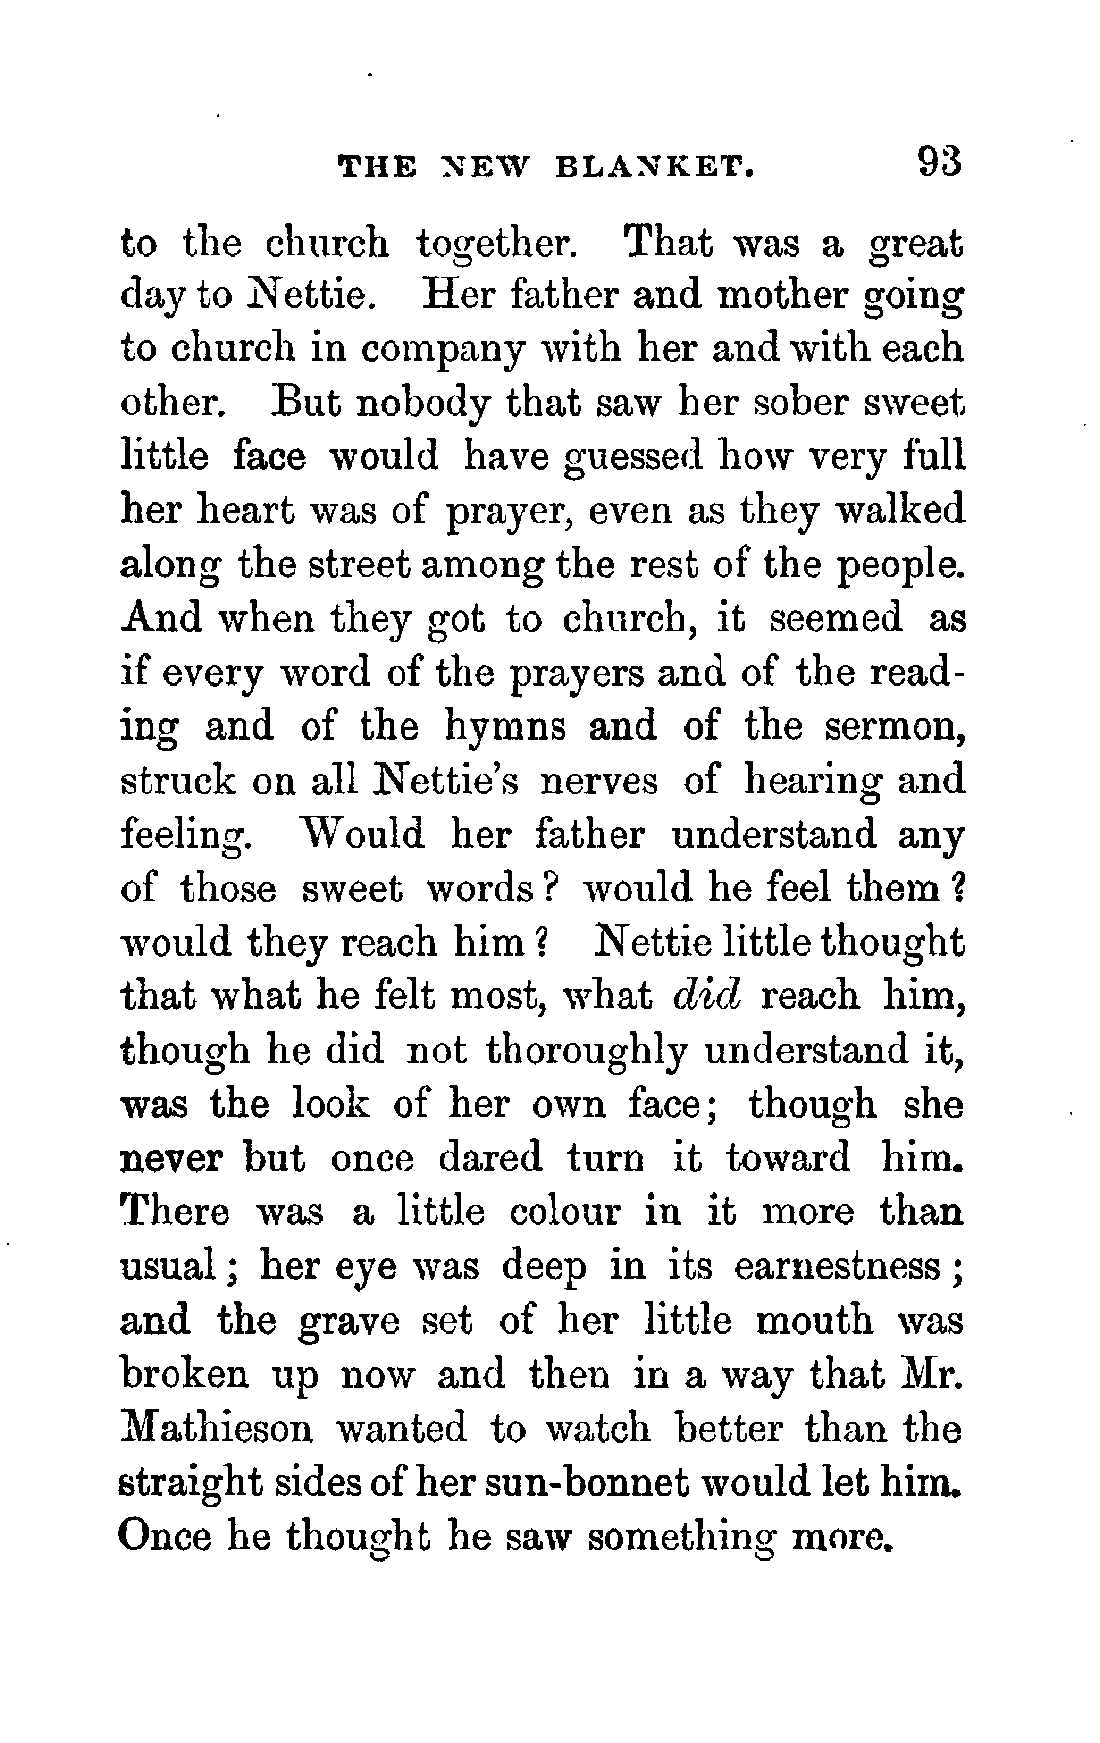 THE NEW BLANKET. 93
to the church together. That was a great
day to Nettie. Her father and mother going
to church in company with her and with each
other. But nobody that saw her sober sweet
little face would have guessed how very full
her heart was of prayer, even as they walked
along the street among the rest of the people.
And when they got to church, it seemed as
if every word of the prayers and of the read-
ing and of the hymns and of the sermon,
struck on all Nettie's nerves of hearing and
feeling. Would her father understand any
of those sweet words? would he feel them?
would they reach him? Nettie little thought
that what he felt most, what did reach him,
though he did not thoroughly understand it,
was the look of her own face; though she
never but once dared turn it toward him.
There was a little colour in it more than
usual; her eye was deep in its earnestness;
and the grave set of her little mouth was
broken up now and then in a way that Mr.
Mathieson wanted to watch better than the
straight sides of her sun-bonnet would let him.
Once he thought he saw something more.